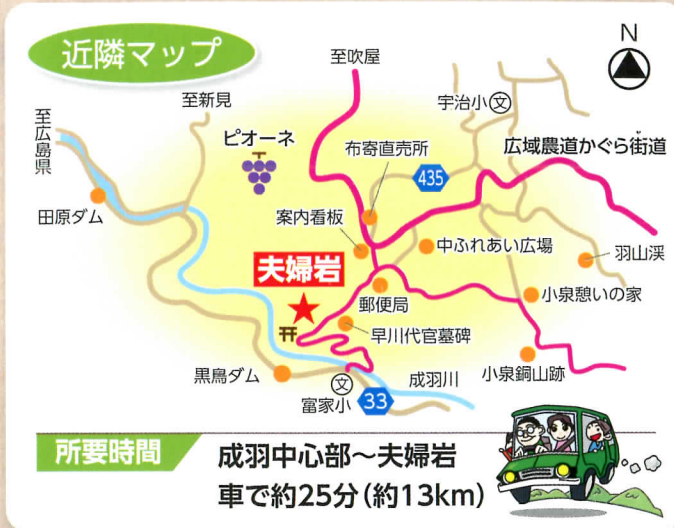 近隣マップ
N
至吹屋
至新見
宇治小㊛
至広島県
ピオーネ
布寄直売所
広域農道かぐら街道
435
田原ダム
案内看板
中ふれあい広場
羽山渓
夫婦岩
郵便局
小泉憩いの家
早川代官墓碑
黒鳥ダム
文
富家小
33
成羽川
小泉銅山跡
所要時間
成羽中心部～夫婦岩
車で約25分(約13km)